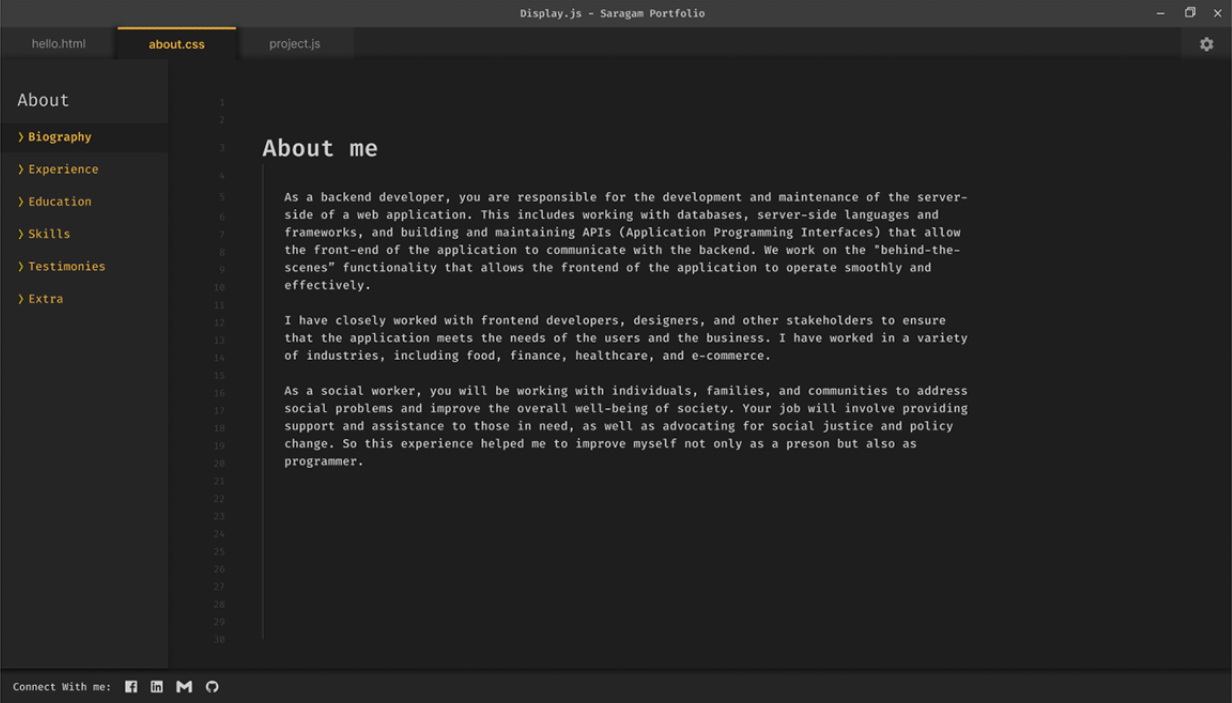 Display.js - Saragam Portfolio
hello.html
about.css
project.js
About
Biography
Experience
Education
Skills
Testimonies
Extra
1
2
3
4
5
6
7
8
9
10
11
12
13
14
15
16
17
18
19
20
21
22
23
24
25
26
27
28
29
30
About me
As a backend developer, you are responsible for the development and maintenance of the server-
side of a web application. This includes working with databases, server-side languages and
frameworks, and building and maintaining APIs (Application Programming Interfaces) that allow
the front-end of the application to communicate with the backend. We work on the "behind-the-
scenes” functionality that allows the frontend of the application to operate smoothly and
effectively.
I have closely worked with frontend developers, designers, and other stakeholders to ensure
that the application meets the needs of the users and the business. I have worked in a variety
of industries, including food, finance, healthcare, and e-commerce.
As a social worker, you will be working with individuals, families, and communities to address
social problems and improve the overall well-being of society. Your job will involve providing
support and assistance to those in need, as well as advocating for social justice and policy
change. So this experience helped me to improve myself not only as a preson but also as
programmer.
Connect With me: